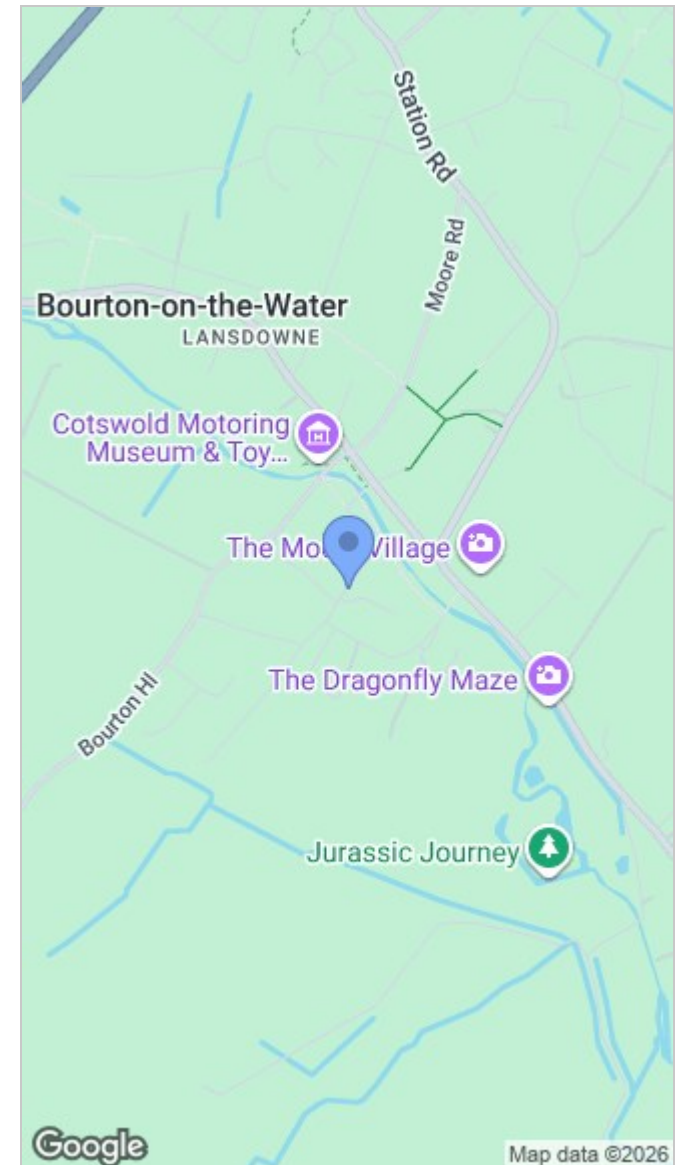 Station Rd
Moore Rd
Bourton-on-the-Water
LANSDOWNE
Cotswold Motoring
Museum & Toy...
The Mo Village
The Dragonfly Maze
Bourton Hl
Jurassic Journey
Google
Map data ©2026